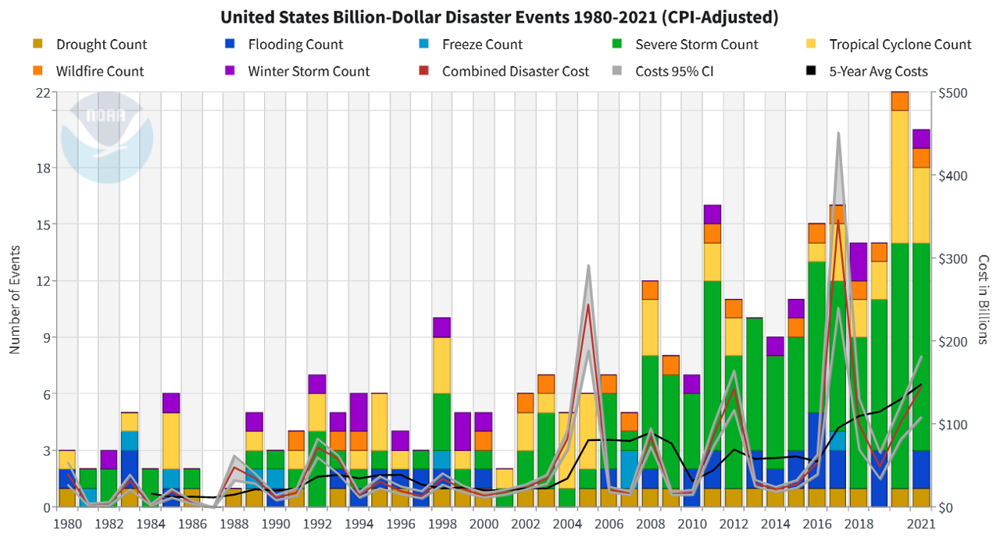 United States Billion-Dollar Disaster Events 1980-2021 (CPI-Adjusted)
Drought Count Flooding Count Freeze Count Severe Storm Count Tropical Cyclone Count
Wildfire Count Winter Storm Count Combined Disaster Cost Costs 95% CI 5-Year Avg Costs
NOAA
Number of Events
22
18
15
12
9
6
3
0
$500
$400
$300
$200
$100
$0
Cost in Billions
1980 1982 1984 1986 1988 1990 1992 1994 1996 1998 2000 2002 2004 2006 2008 2010 2012 2014 2016 2018 2021